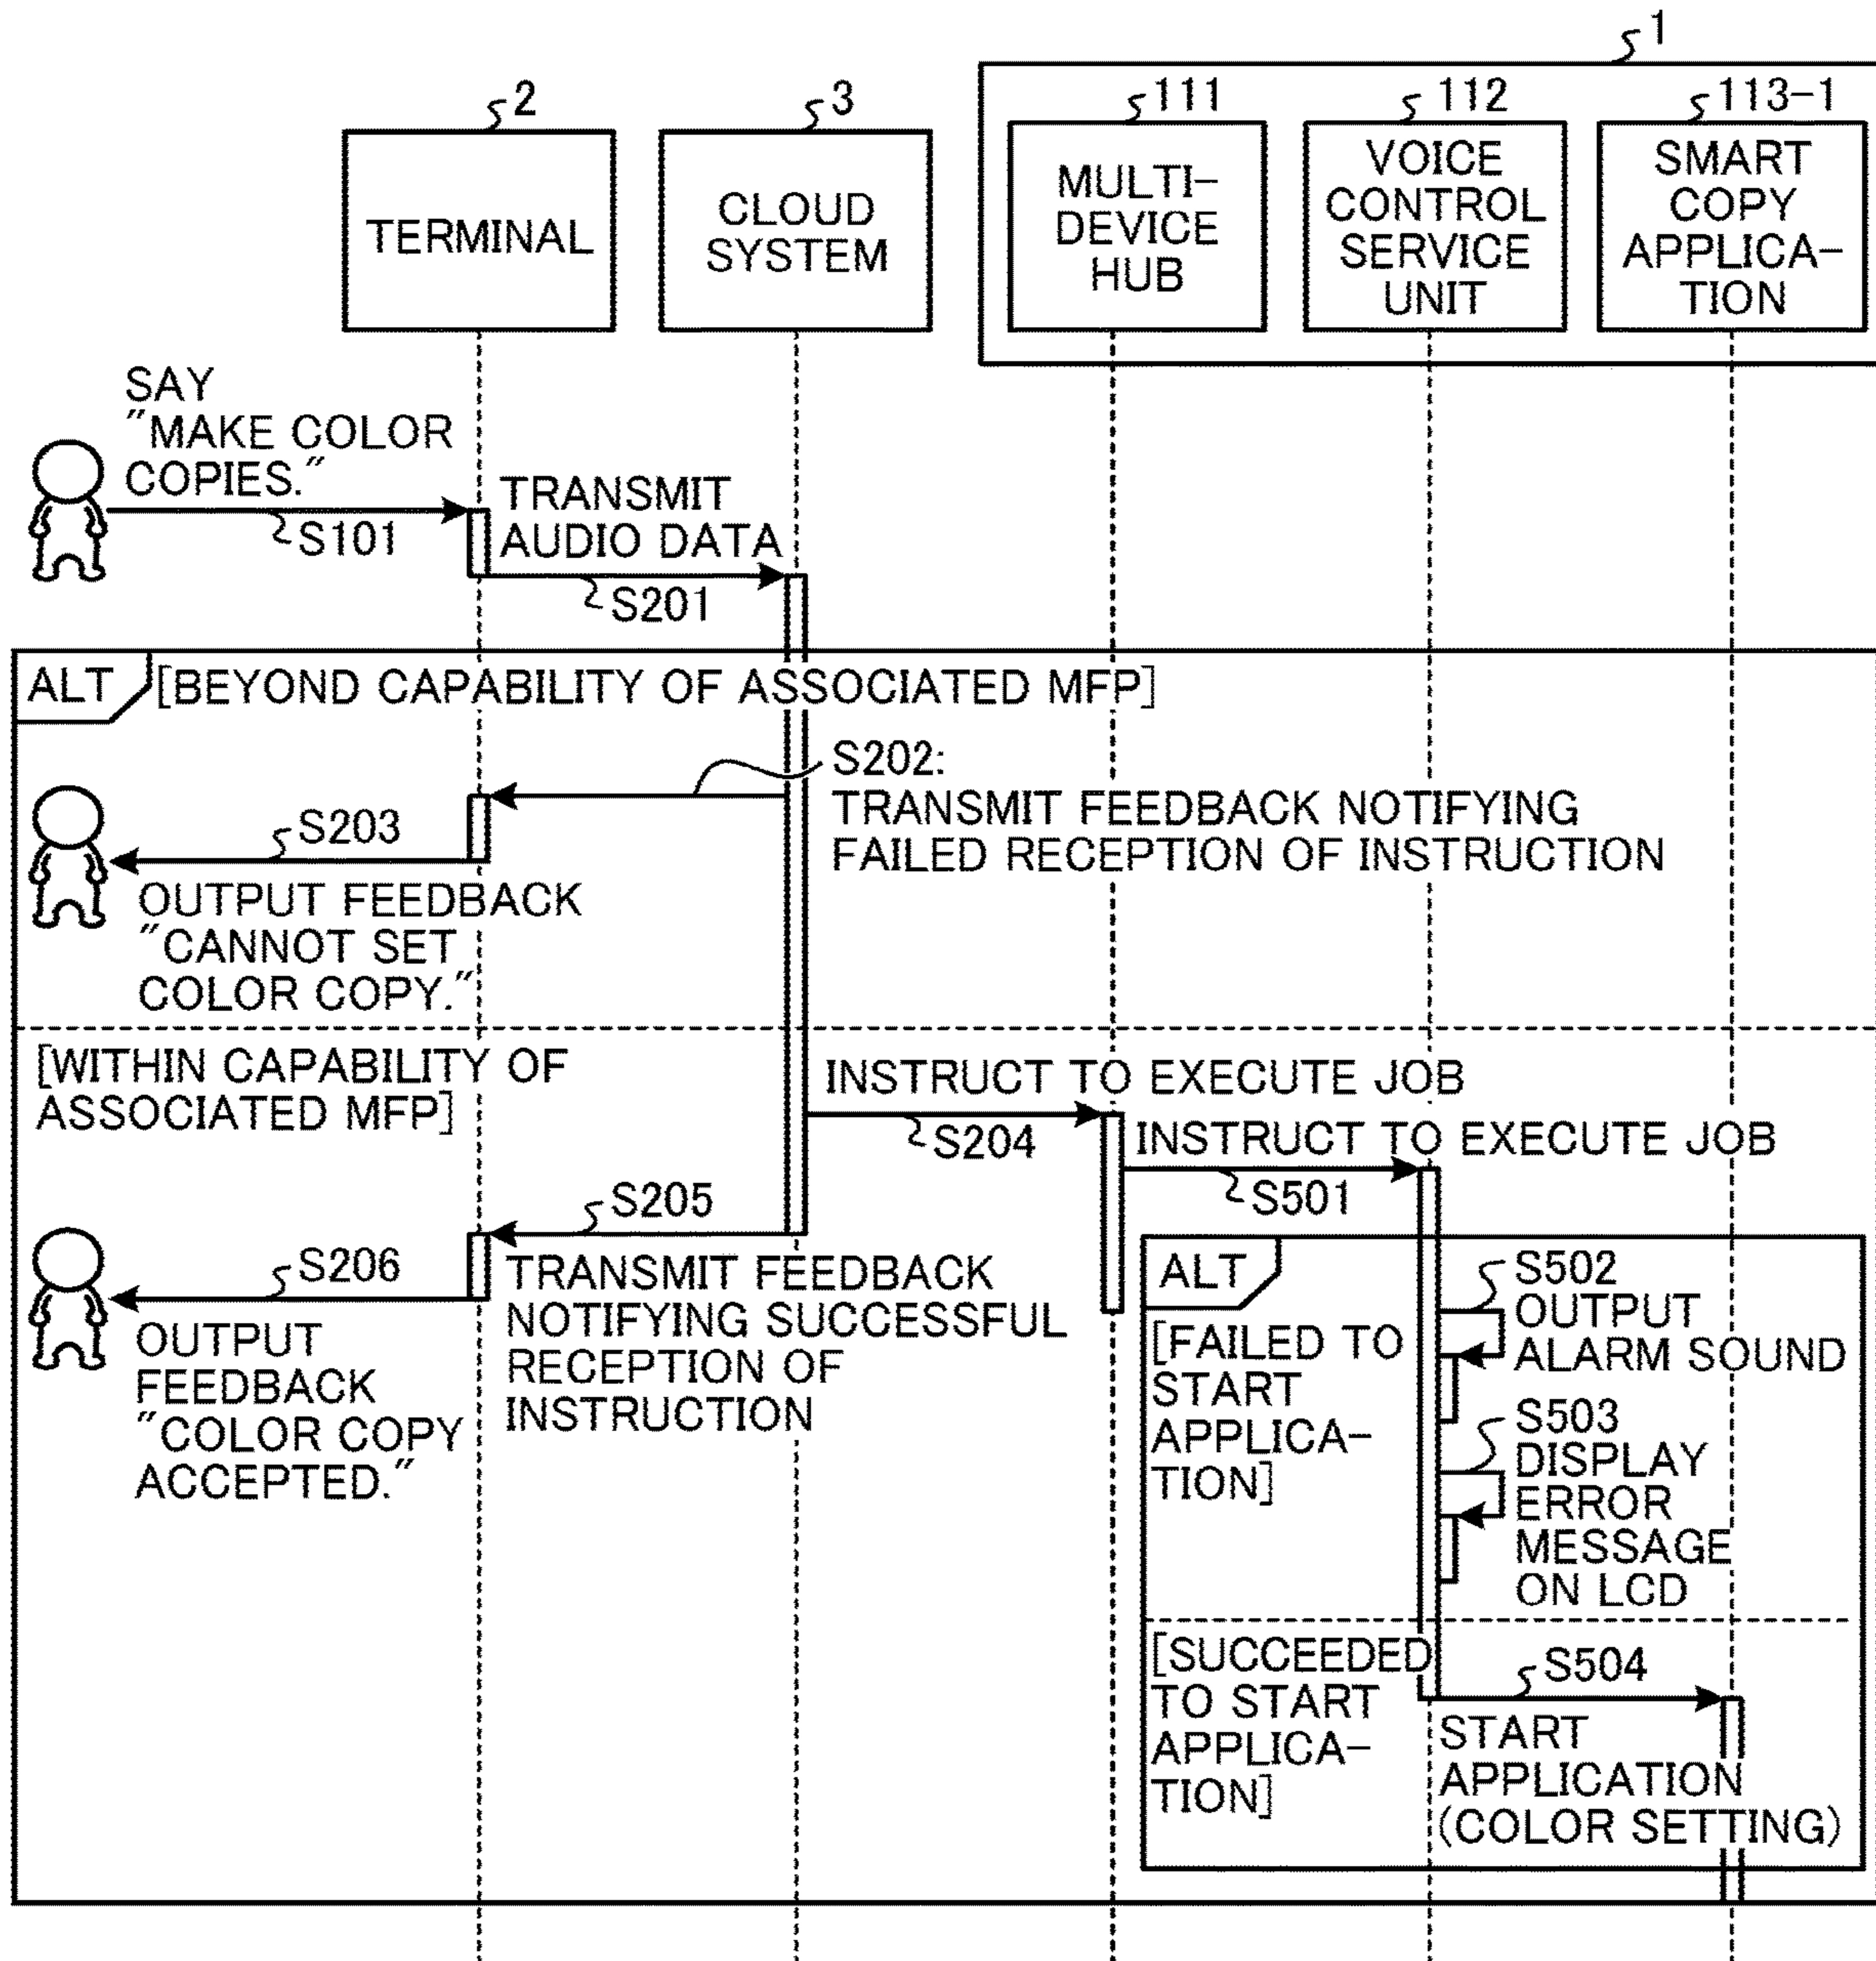 1
2
3
111
112
113-1
TERMINAL
CLOUD
SYSTEM
MULTI-
DEVICE
HUB
VOICE
CONTROL
SERVICE
UNIT
SMART
COPY
APPLICA-
TION
SAY
"MAKE COLOR
COPIES."
S101
TRANSMIT
AUDIO DATA
S201
ALT
[BEYOND CAPABILITY OF ASSOCIATED MFP]
S202:
TRANSMIT FEEDBACK NOTIFYING
FAILED RECEPTION OF INSTRUCTION
S203
OUTPUT FEEDBACK
"CANNOT SET
COLOR COPY."
[WITHIN CAPABILITY OF
ASSOCIATED MFP]
INSTRUCT TO EXECUTE JOB
S204
INSTRUCT TO EXECUTE JOB
S501
S205
TRANSMIT FEEDBACK
NOTIFYING SUCCESSFUL
RECEPTION OF
INSTRUCTION
S206
OUTPUT
FEEDBACK
"COLOR COPY
ACCEPTED."
ALT
[FAILED TO
START
APPLICA-
TION]
S502
OUTPUT
ALARM SOUND
S503
DISPLAY
ERROR
MESSAGE
ON LCD
[SUCCEEDED
TO START
APPLICA-
TION]
S504
START
APPLICATION
(COLOR SETTING)